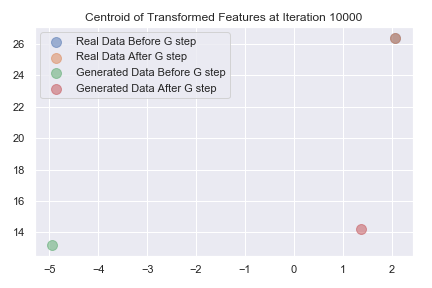 Centroid of Transformed Features at Iteration 10000
26
24
22
20
18
16
14
Real Data Before G step
Real Data After G step
Generated Data Before G step
Generated Data After G step
−5 −4 −3 −2 −1 0 1 2